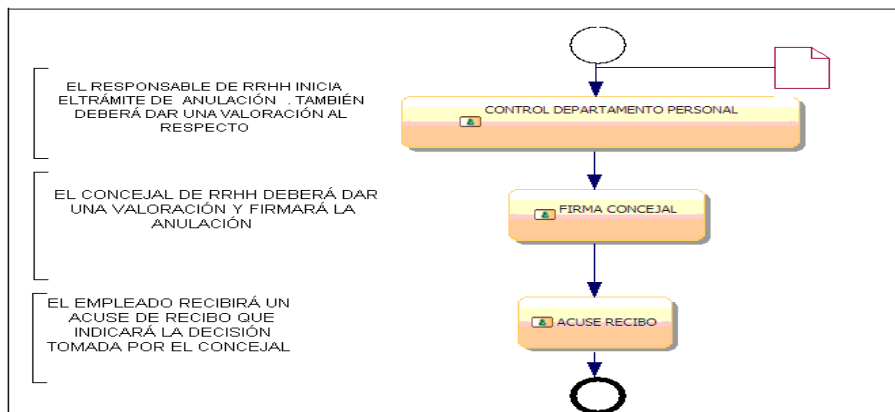 EL RESPONSABLE DE RRHH INICIA
ELTRÁMITE DE ANULACIÓN . TAMBIÉN
DEBERÁ DAR UNA VALORACIÓN AL
RESPECTO
CONTROL DEPARTAMENTO PERSONAL
EL CONCEJAL DE RRHH DEBERÁ DAR
UNA VALORACIÓN Y FIRMARÁ LA
ANULACIÓN
FIRMA CONCEJAL
EL EMPLEADO RECIBIRÁ UN
ACUSE DE RECIBO QUE
INDICARÁ LA DECISIÓN
TOMADA POR EL CONCEJAL
ACUSE RECIBO